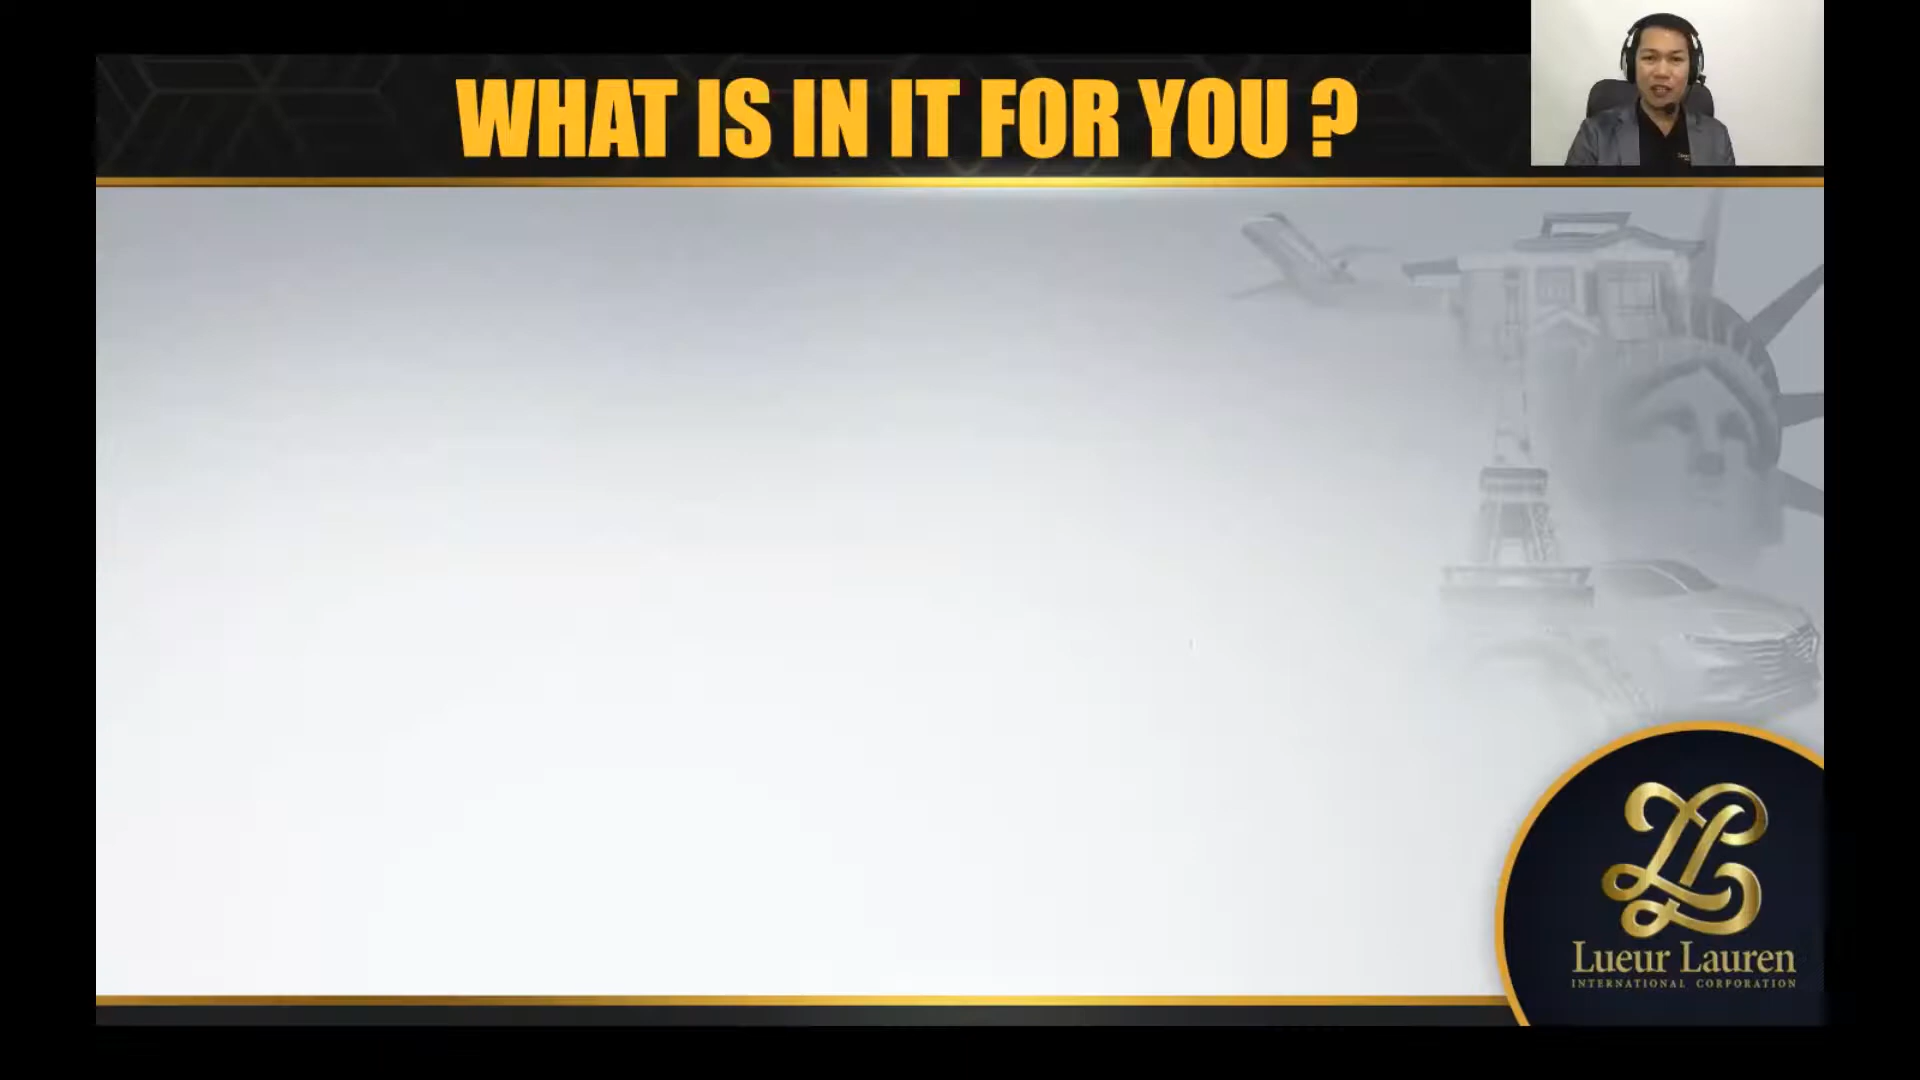 WHAT IS IN IT FOR YOU ?
Lueur Lauren
INTERNATIONAL CORPORATION